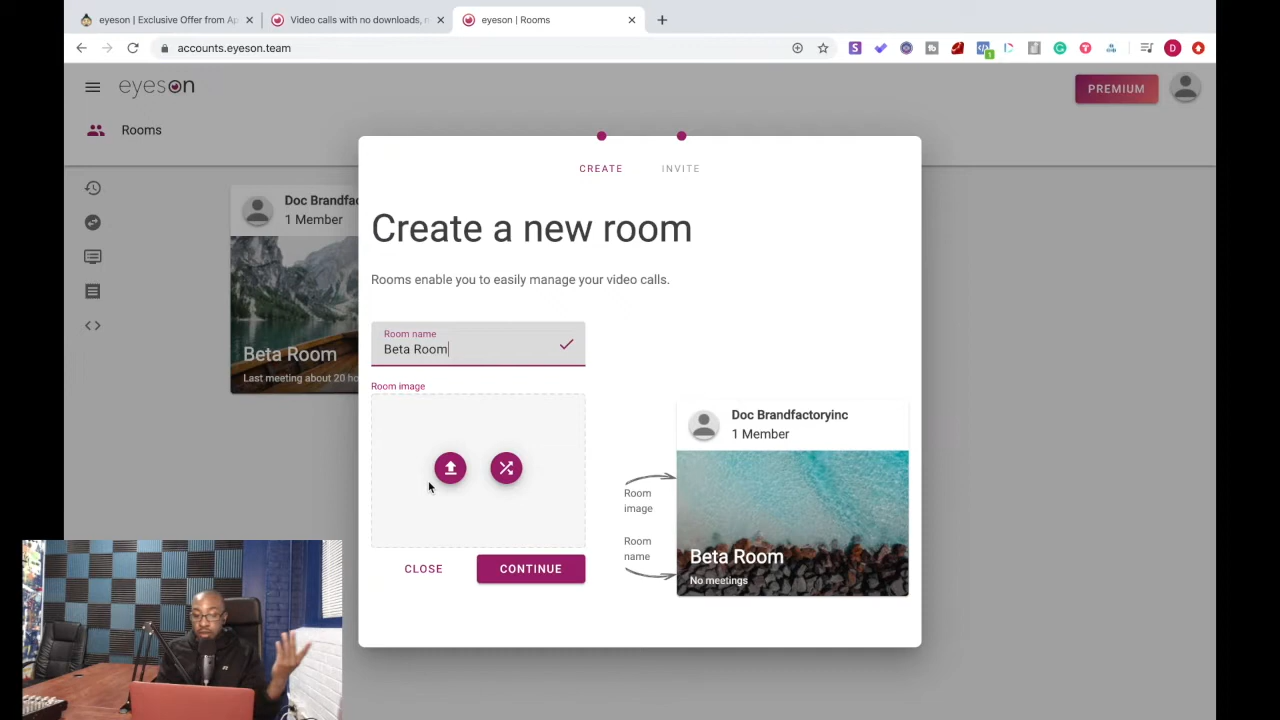 eyeson | Exclusive Offer from Ap
Video calls with no downloads, n
eyeson | Rooms
accounts.eyeson.team
eyeson
PREMIUM
Rooms
Doc Brandfac
1 Member
Beta Room
Last meeting about 20 ho
CREATE
INVITE
Create a new room
Rooms enable you to easily manage your video calls.
Room name
Beta Room
Room image
CLOSE
CONTINUE
Room
image
Room
name
Doc Brandfactoryinc
1 Member
Beta Room
No meetings